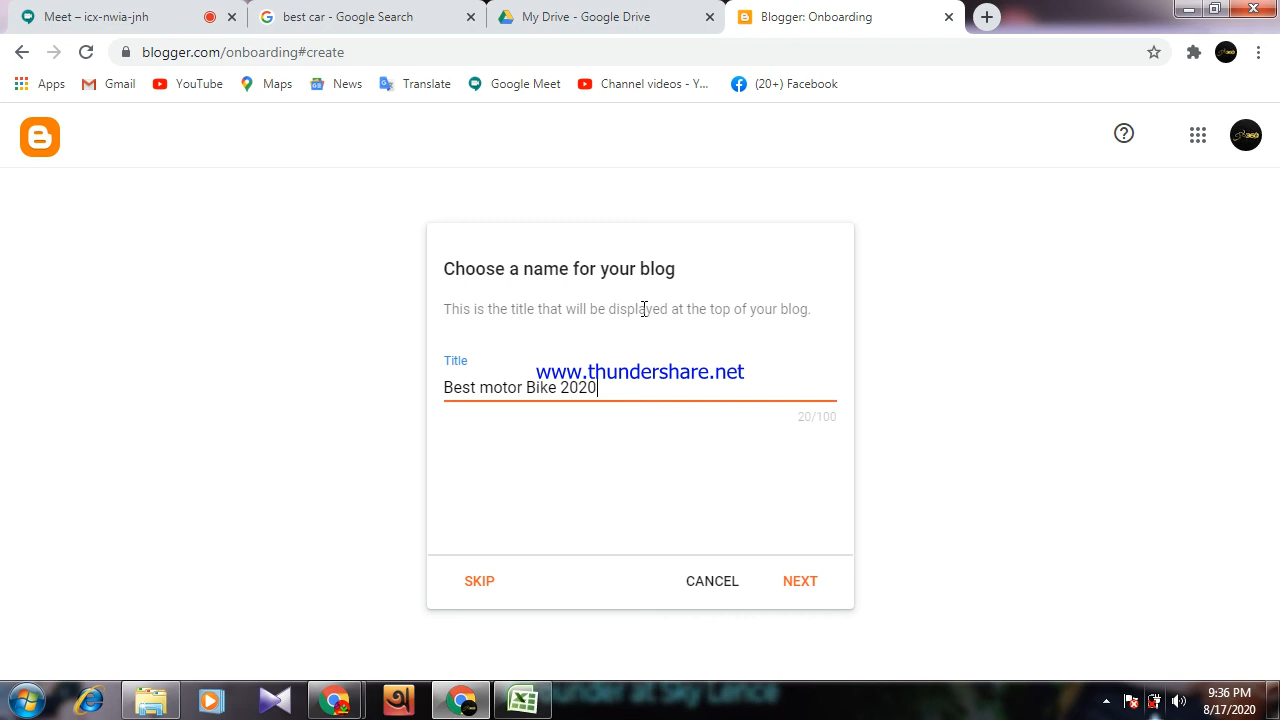 Meet – icx-nwia-jnh
best car - Google Search
My Drive - Google Drive
Blogger: Onboarding
blogger.com/onboarding#create
Apps
Gmail
YouTube
Maps
News
Translate
Google Meet
Channel videos - Y...
(20+) Facebook
Choose a name for your blog
This is the title that will be displayed at the top of your blog.
Title
www.thundershare.net
Best motor Bike 2020
20/100
SKIP
CANCEL
NEXT
অ
9:36 PM
8/17/2020